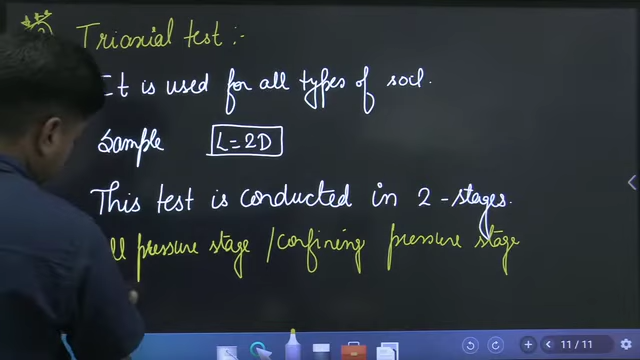 Triaxial test :-
It is used for all types of soil.
Sample L=2D
This test is conducted in 2-stages.
pressure stage / confining pressure stage
11/11